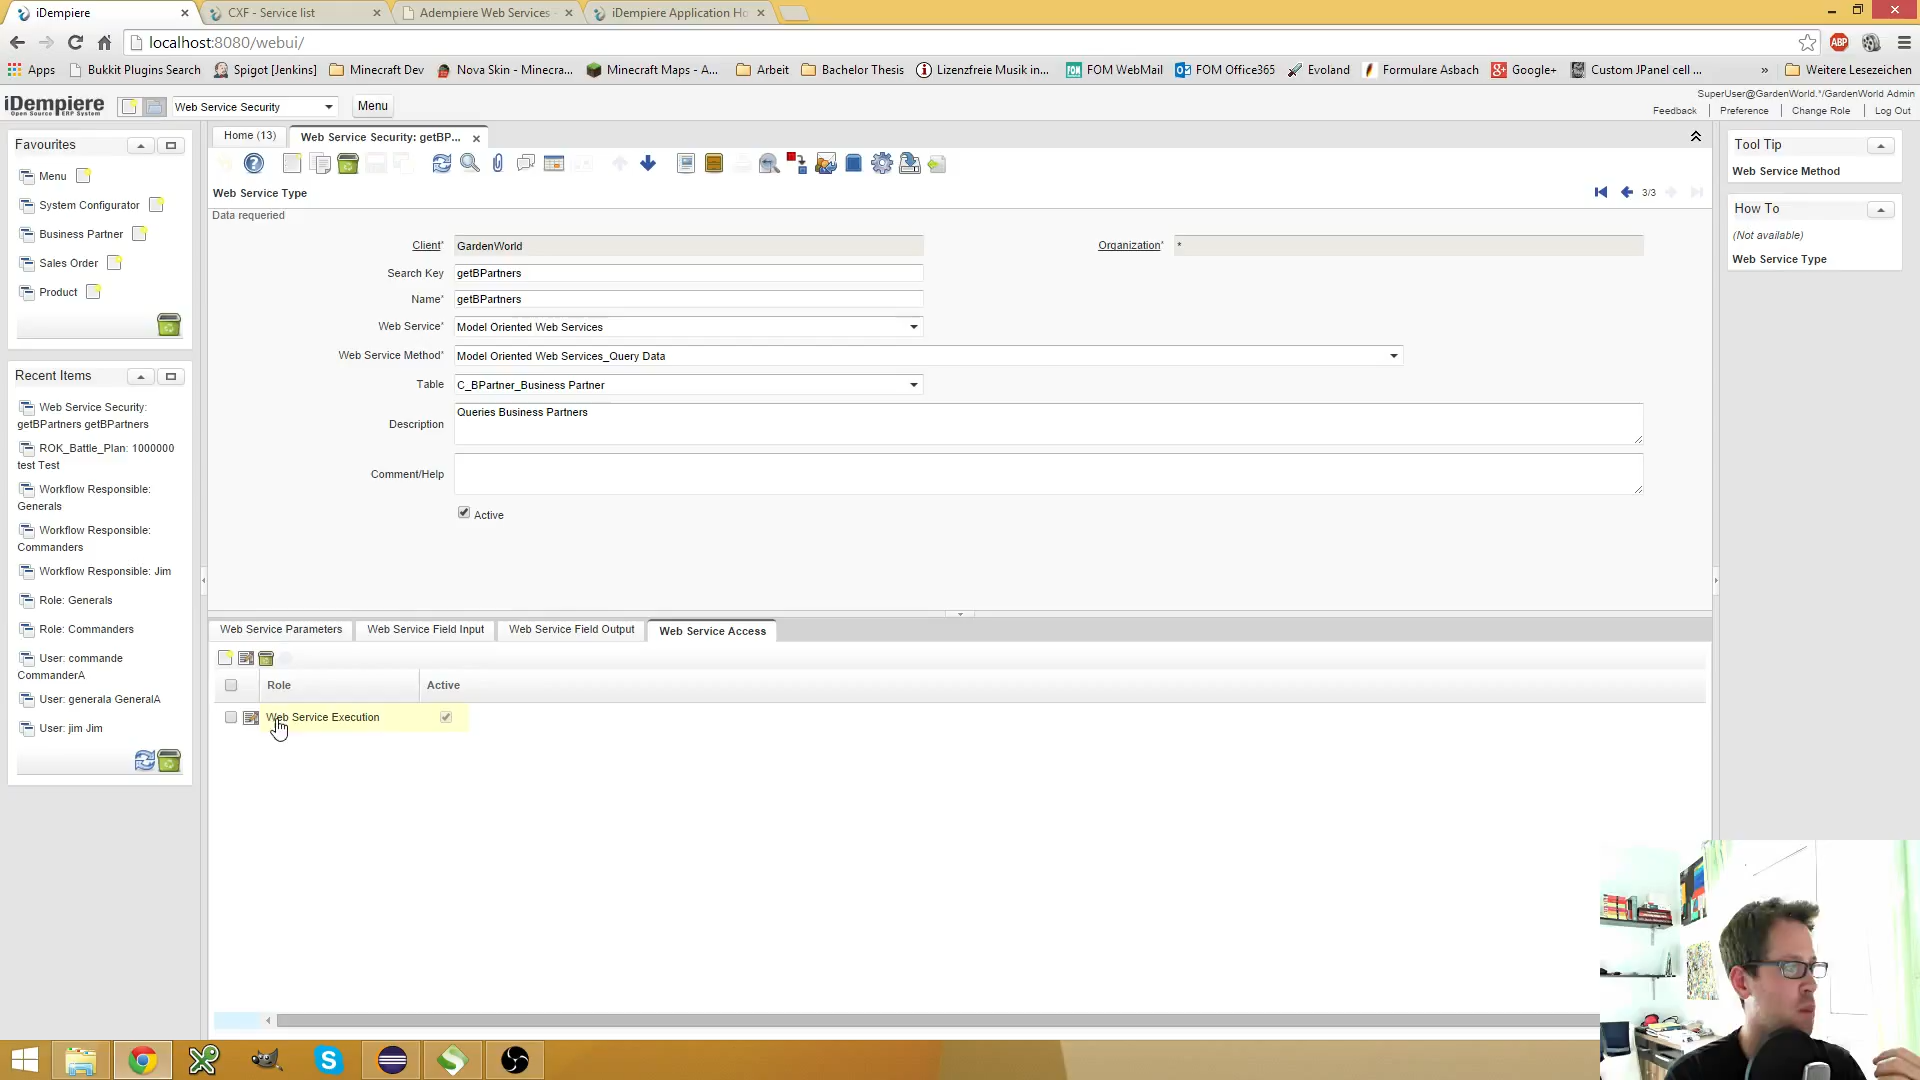 iDempiere
CXF - Service list
Adempiere Web Services
iDempiere Application Ho
localhost:8080/webui/
Apps
Bukkit Plugins Search
Spigot [Jenkins]
Minecraft Dev
Nova Skin - Minecra...
Minecraft Maps - A...
Arbeit
Bachelor Thesis
Lizenzfreie Musik in...
FOM WebMail
FOM Office365
Evoland
Formulare Asbach
Google+
Custom JPanel cell ...
»
Weitere Lesezeichen
iDempiere
Open Source ERP System
Web Service Security
Menu
SuperUser@GardenWorld.*/GardenWorld Admin
Feedback | Preference | Change Role | Log Out
Favourites
Menu
System Configurator
Business Partner
Sales Order
Product
Recent Items
Web Service Security:
getBPartners getBPartners
ROK_Battle_Plan: 1000000
test Test
Workflow Responsible:
Generals
Workflow Responsible:
Commanders
Workflow Responsible: Jim
Role: Generals
Role: Commanders
User: commande
CommanderA
User: generala GeneralA
User: jim Jim
Home (13)
Web Service Security: getBP...
Web Service Type
3/3
Data requeried
Client* GardenWorld
Organization* *
Search Key getBPartners
Name* getBPartners
Web Service* Model Oriented Web Services
Web Service Method* Model Oriented Web Services_Query Data
Table C_BPartner_Business Partner
Description Queries Business Partners
Comment/Help
Active
Web Service Parameters
Web Service Field Input
Web Service Field Output
Web Service Access
Role
Active
Web Service Execution
Tool Tip
Web Service Method
How To
(Not available)
Web Service Type